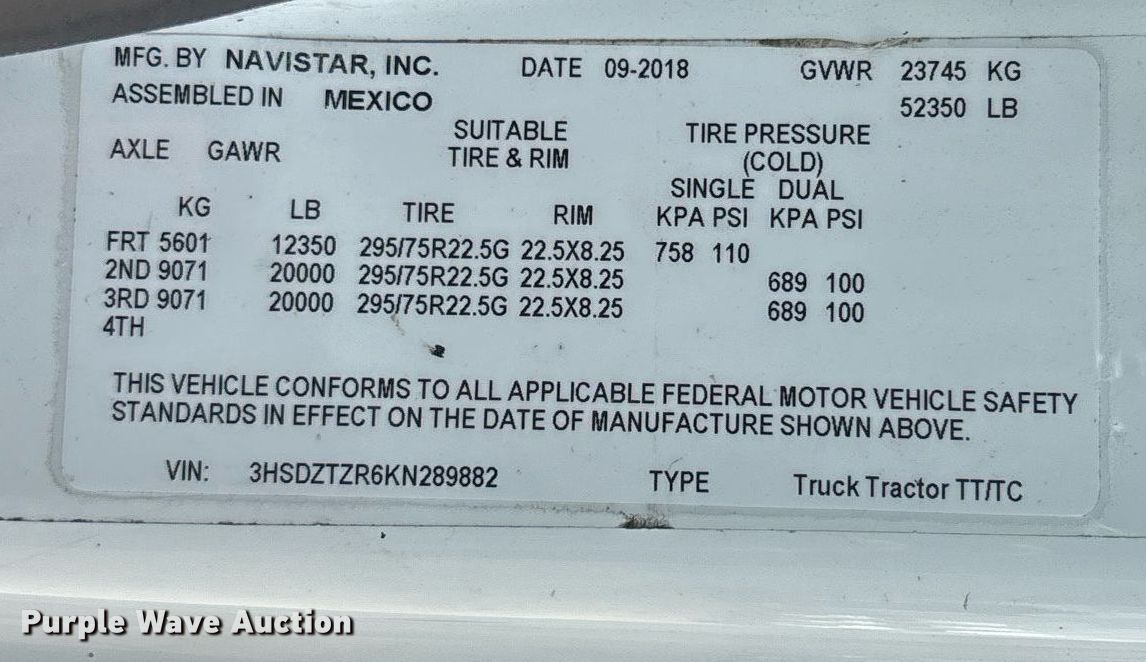 MFG. BY NAVISTAR, INC. DATE 09-2018 GVWR 23745 KG
ASSEMBLED IN MEXICO 52350 LB
SUITABLE TIRE PRESSURE
AXLE GAWR TIRE & RIM (COLD)
SINGLE DUAL
KG LB TIRE RIM KPA PSI KPA PSI
FRT 5601 12350 295/75R22.5G 22.5X8.25 758 110
2ND 9071 20000 295/75R22.5G 22.5X8.25 689 100
3RD 9071 20000 295/75R22.5G 22.5X8.25 689 100
4TH
THIS VEHICLE CONFORMS TO ALL APPLICABLE FEDERAL MOTOR VEHICLE SAFETY
STANDARDS IN EFFECT ON THE DATE OF MANUFACTURE SHOWN ABOVE.
VIN: 3HSDZTZR6KN289882 TYPE Truck Tractor TT/TC
Purple Wave Auction